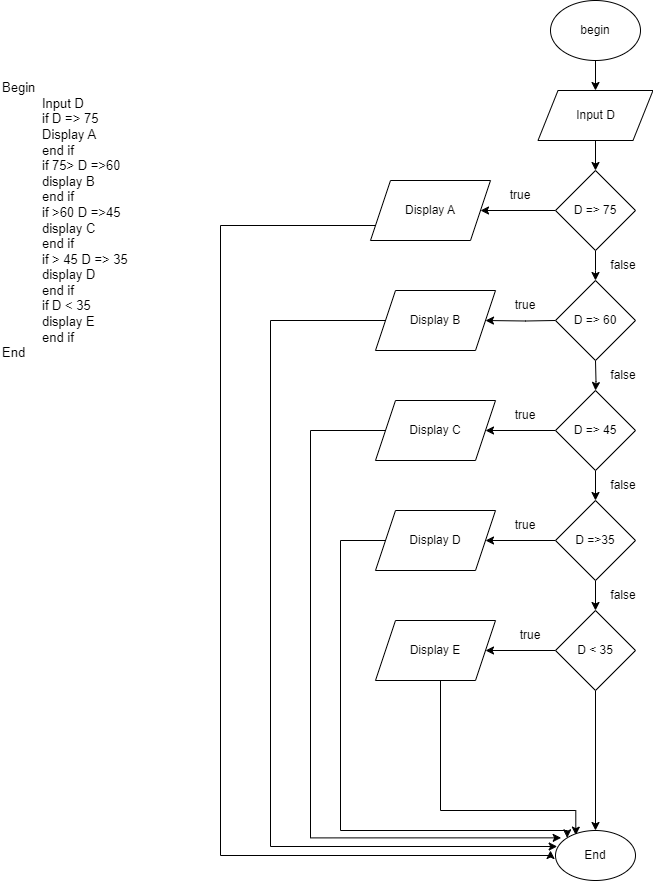 Begin
Input D
if D => 75
Display A
end if
if 75> D =>60
display B
end if
if >60 D =>45
display C
end if
if > 45 D => 35
display D
end if
if D < 35
display E
end if
End
begin
Input D
D => 75
true
Display A
false
D => 60
true
Display B
false
D => 45
true
Display C
false
D =>35
true
Display D
false
D < 35
true
Display E
End